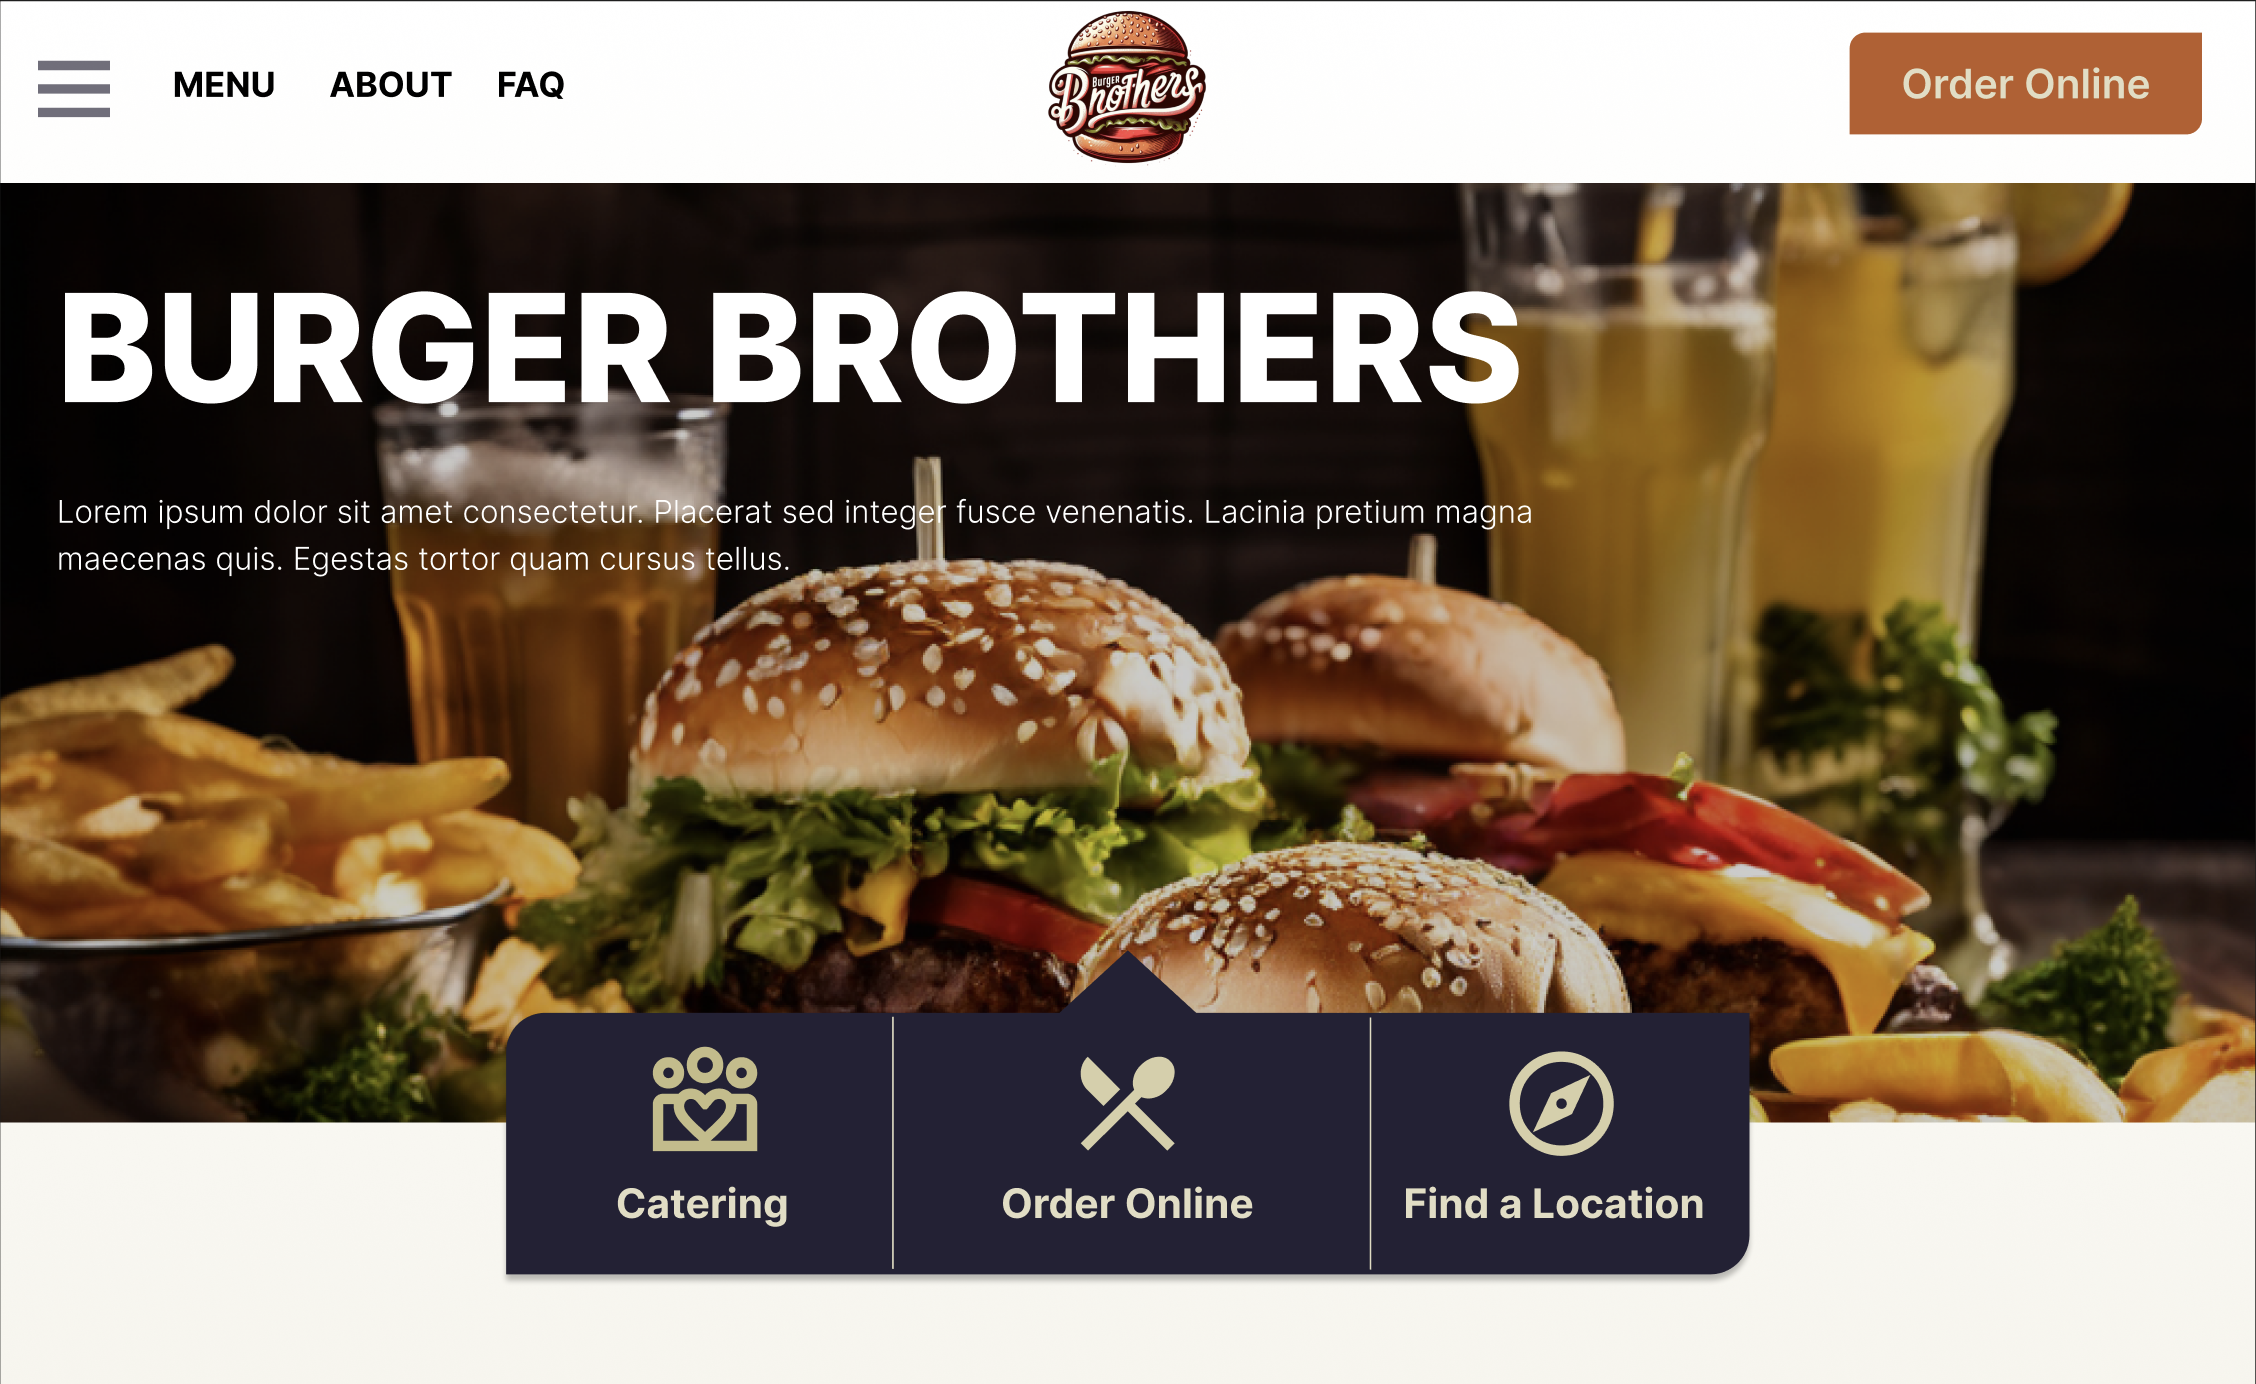 MENU ABOUT FAQ
Burger
Brothers
Order Online
BURGER BROTHERS
Lorem ipsum dolor sit amet consectetur. Placerat sed integer fusce venenatis. Lacinia pretium magna
maecenas quis. Egestas tortor quam cursus tellus.
Catering
Order Online
Find a Location